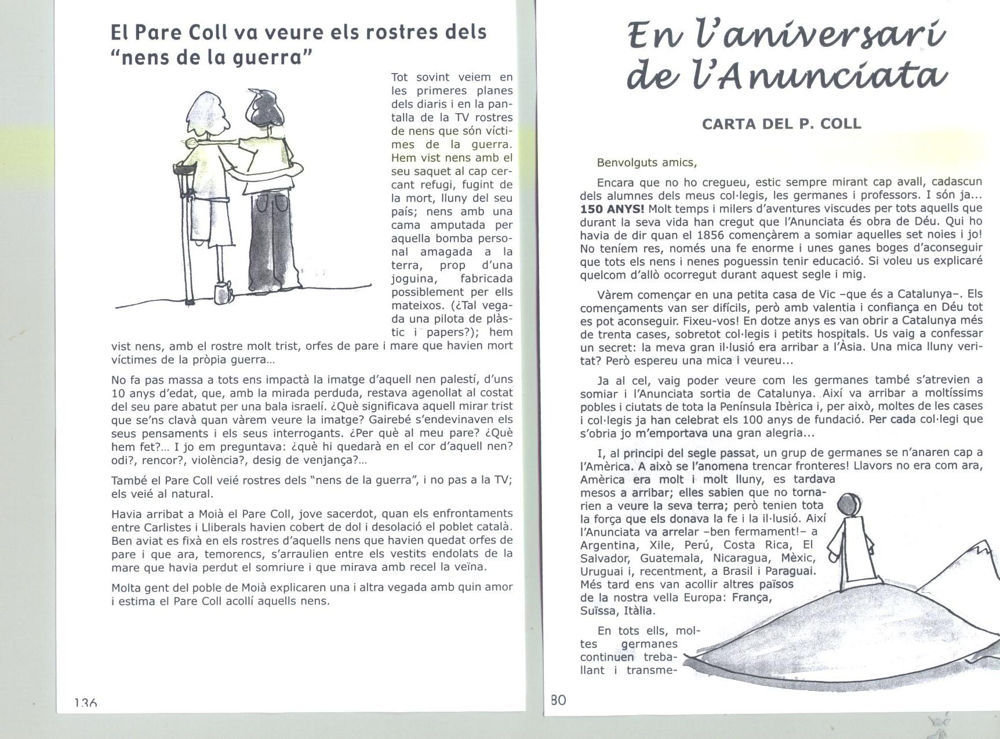 El Pare Coll va veure els rostres dels
“nens de la guerra”
Tot sovint veiem en
les primeres planes
dels diaris i en la pan-
talla de la TV rostres
de nens que són vícti-
mes de la guerra.
Hem vist nens amb el
seu saquet al cap cer-
cant refugi, fugint de
la mort, lluny del seu
país; nens amb una
cama amputada per
aquella bomba perso-
nal amagada a la
terra, prop d’una
joguina, fabricada
possiblement per ells
mateixos. (¿Tal vega-
da una pilota de plàs-
tic i papers?); hem
vist nens, amb el rostre molt trist, orfes de pare i mare que havien mort
víctimes de la pròpia guerra...
No fa pas massa a tots ens impactà la imatge d’aquell nen palestí, d’uns
10 anys d’edat, que, amb la mirada perduda, restava agenollat al costat
del seu pare abatut per una bala israelí. ¿Què significava aquell mirar trist
que se’ns clavà quan vàrem veure la imatge? Gairebé s’endevinaven els
seus pensaments i els seus interrogants. ¿Per què al meu pare? ¿Què
hem fet?... I jo em preguntava: ¿què hi quedarà en el cor d’aquell nen?
odi?, rencor?, violència?, desig de venjança?...
També el Pare Coll veié rostres dels “nens de la guerra”, i no pas a la TV;
els veié al natural.
Havia arribat a Moià el Pare Coll, jove sacerdot, quan els enfrontaments
entre Carlistes i Lliberals havien cobert de dol i desolació el poblet català.
Ben aviat es fixà en els rostres d’aquells nens que havien quedat orfes de
pare i que ara, temorencs, s’arraulien entre els vestits endolats de la
mare que havia perdut el somriure i que mirava amb recel la veïna.
Molta gent del poble de Moià explicaren una i altra vegada amb quin amor
i estima el Pare Coll acollí aquells nens.
136
En l’aniversari
de l’Anunciata
CARTA DEL P. COLL
Benvolguts amics,
Encara que no ho cregueu, estic sempre mirant cap avall, cadascun
dels alumnes dels meus col·legis, les germanes i professors. I són ja...
150 ANYS! Molt temps i milers d’aventures viscudes per tots aquells que
durant la seva vida han cregut que l’Anunciata és obra de Déu. Qui ho
havia de dir quan el 1856 començàrem a somiar aquelles set noies i jo!
No teníem res, només una fe enorme i unes ganes boges d’aconseguir
que tots els nens i nenes poguessin tenir educació. Si voleu us explicaré
quelcom d’allò ocorregut durant aquest segle i mig.
Vàrem començar en una petita casa de Vic –que és a Catalunya–. Els
començaments van ser difícils, però amb valentia i confiança en Déu tot
es pot aconseguir. Fixeu-vos! En dotze anys es van obrir a Catalunya més
de trenta cases, sobretot col·legis i petits hospitals. Us vaig a confessar
un secret: la meva gran il·lusió era arribar a l’Àsia. Una mica lluny veri-
tat? Però espereu una mica i veureu...
Ja al cel, vaig poder veure com les germanes també s’atrevien a
somiar i l’Anunciata sortia de Catalunya. Així va arribar a moltíssims
pobles i ciutats de tota la Península Ibèrica i, per això, moltes de les cases
i col·legis ja han celebrat els 100 anys de fundació. Per cada col·legi que
s’obria jo m’emportava una gran alegria...
I, al principi del segle passat, un grup de germanes se n’anaren cap a
l’Amèrica. A això se l’anomena trencar fronteres! Llavors no era com ara,
Amèrica era molt i molt lluny, es tardava
mesos a arribar; elles sabien que no torna-
rien a veure la seva terra; però tenien tota
la força que els donava la fe i la il·lusió. Així
l’Anunciata va arrelar –ben fermament!– a
Argentina, Xile, Perú, Costa Rica, El
Salvador, Guatemala, Nicaragua, Mèxic,
Uruguai i, recentment, a Brasil i Paraguai.
Més tard ens van acollir altres països
de la nostra vella Europa: França,
Suïssa, Itàlia.
En tots ells, mol-
tes germanes
continuen treba-
llant i transme-
80